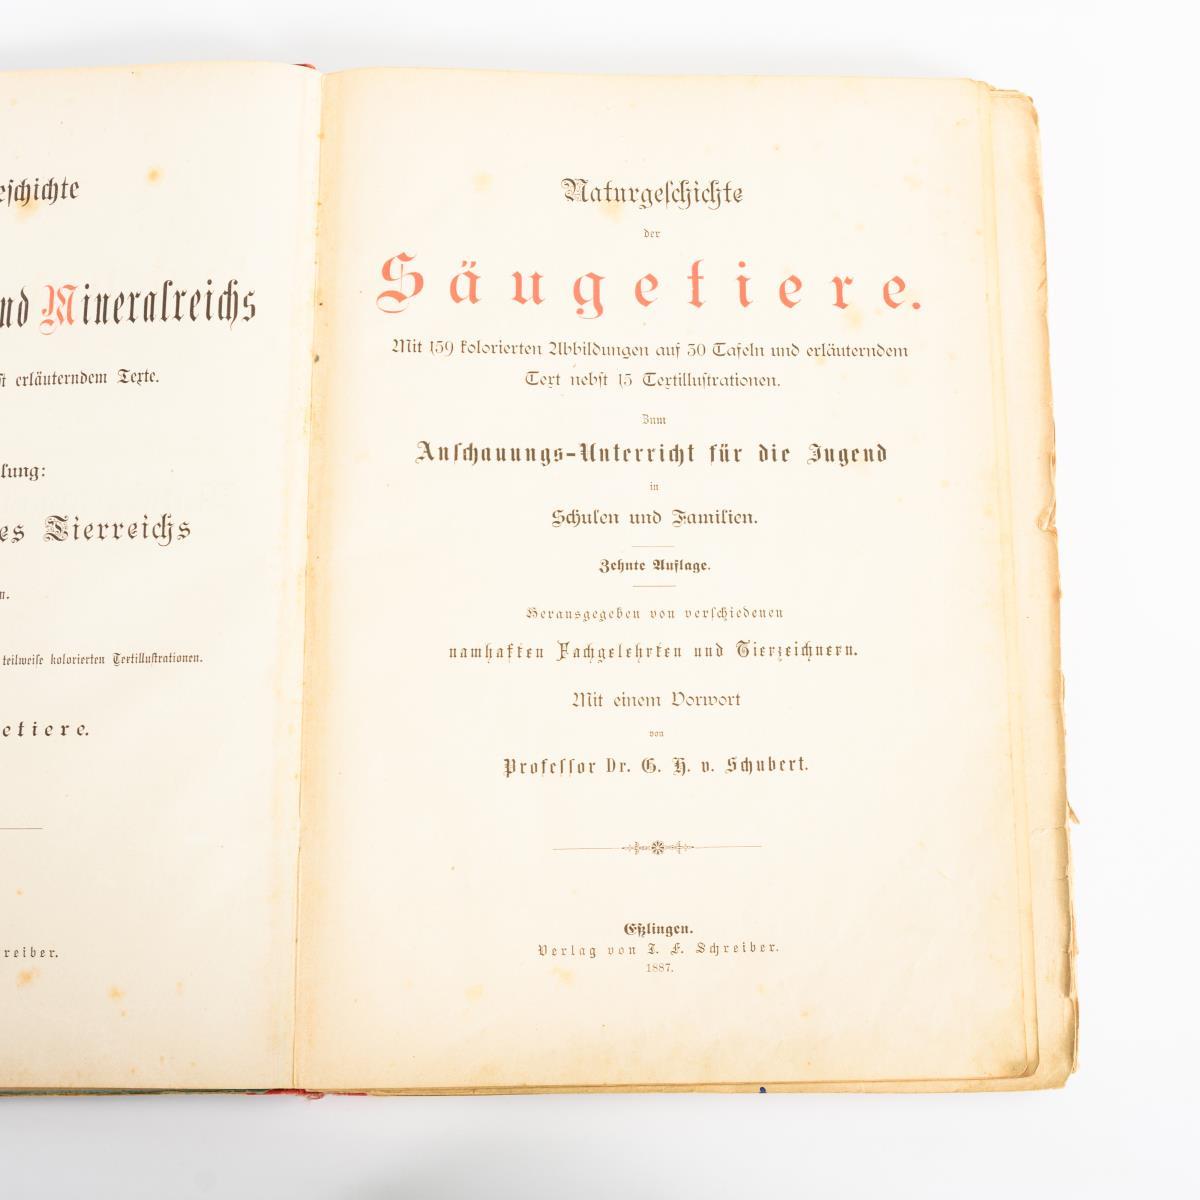 eschichte
nd Mineralreichs
st erläuterndem Texte.
lung:
es Tierreichs
n.
teilweise kolorierten Textillustrationen.
etiere.
reiber.
Naturgeschichte
der
Säugetiere.
Mit 159 kolorierten Abbildungen auf 30 Tafeln und erläuterndem
Text nebst 15 Textillustrationen.
Zum
Anschauungs-Unterricht für die Jugend
in
Schulen und Familien.
Zehnte Auflage.
Herausgegeben von verschiedenen
namhaften Fachgelehrten und Tierzeichnern.
Mit einem Vorwort
von
Professor Dr. G. H. v. Schubert.
Eßlingen.
Verlag von J. F. Schreiber.
1887.